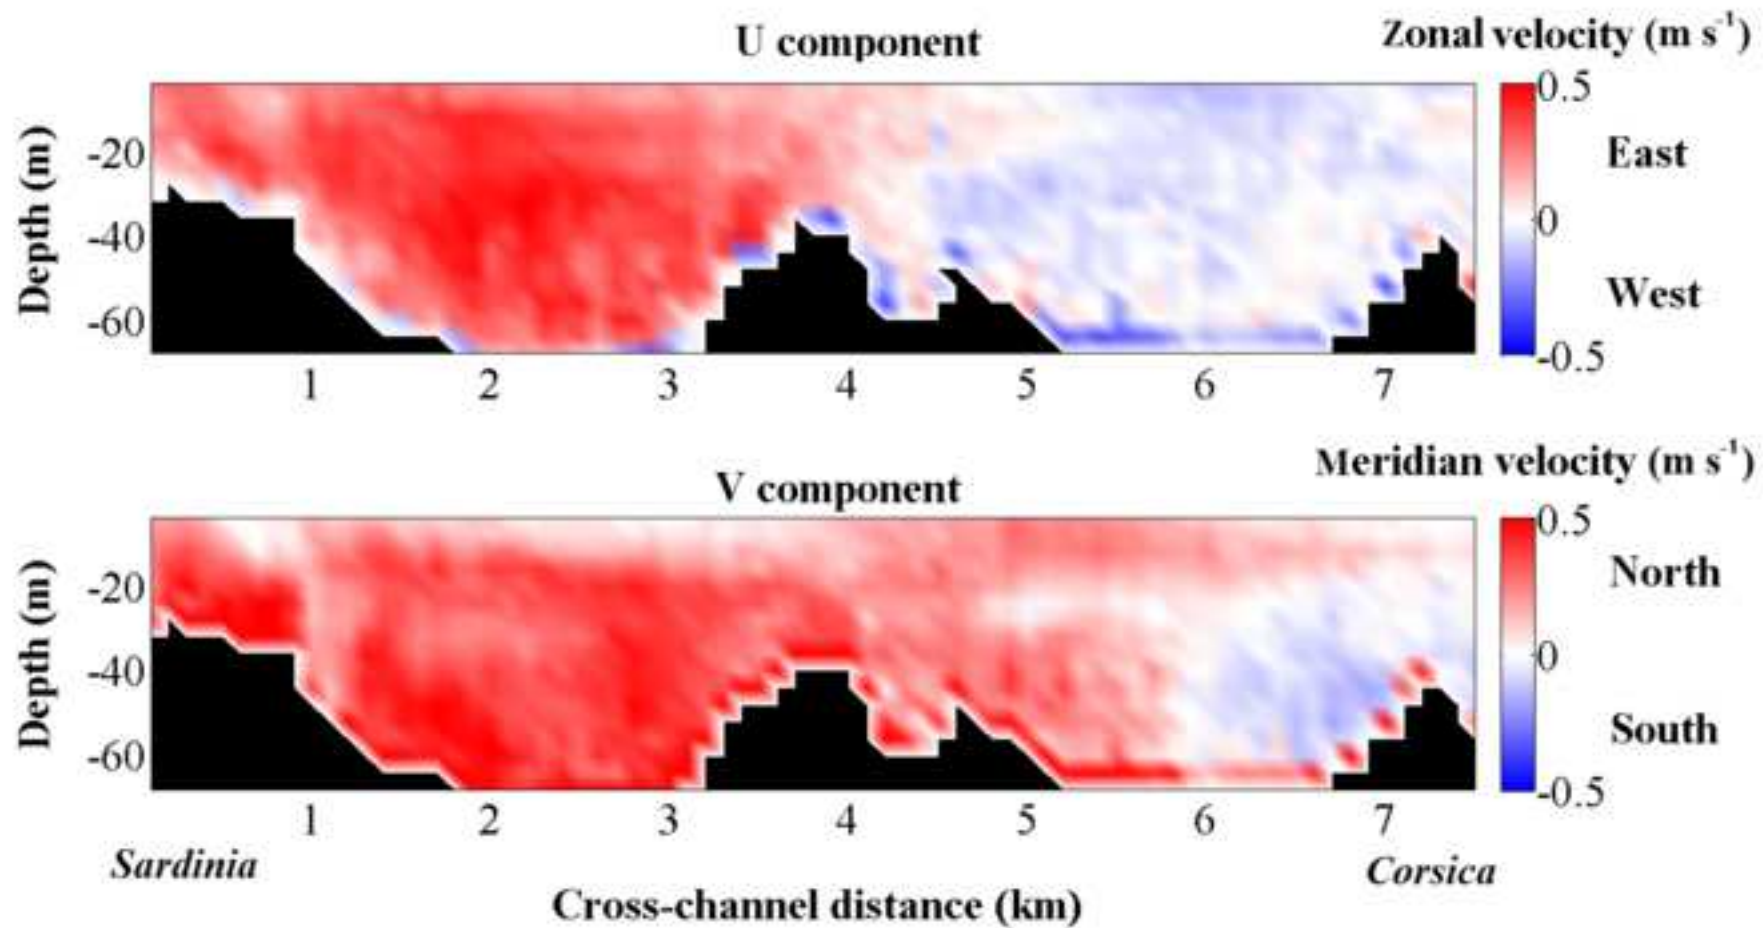 U component
Zonal velocity (m s-1)
0.5
East
0
West
-0.5
Depth (m)
-20
-40
-60
1 2 3 4 5 6 7
V component
Meridian velocity (m s-1)
0.5
North
0
South
-0.5
Depth (m)
-20
-40
-60
1 2 3 4 5 6 7
Sardinia
Corsica
Cross-channel distance (km)